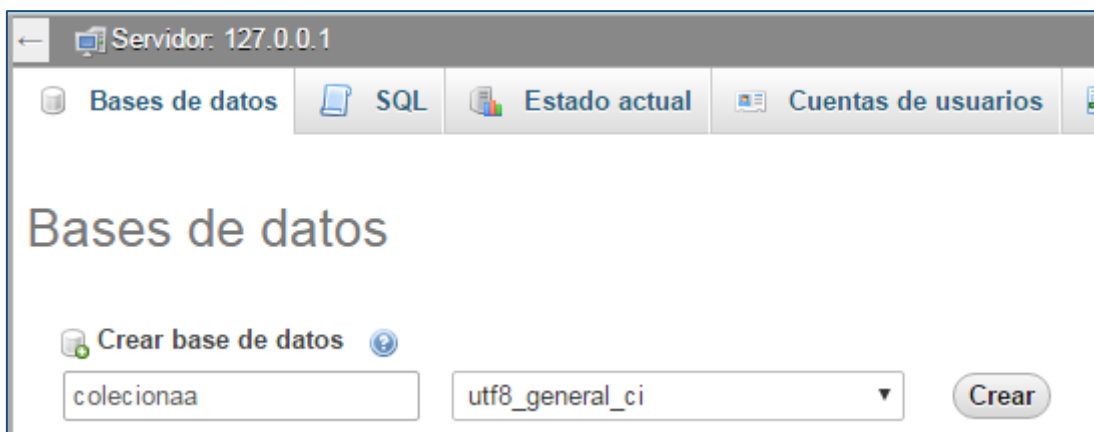 Servidor: 127.0.0.1
Bases de datos SQL Estado actual Cuentas de usuarios
Bases de datos
Crear base de datos
colecionaa utf8_general_ci Crear